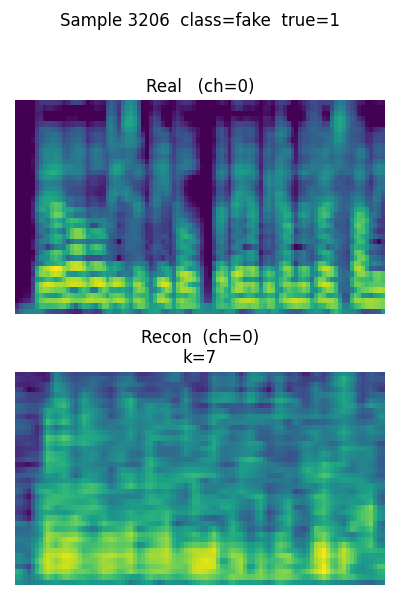 Sample 3206  class=fake  true=1
Real   (ch=0)
Recon  (ch=0)
k=7